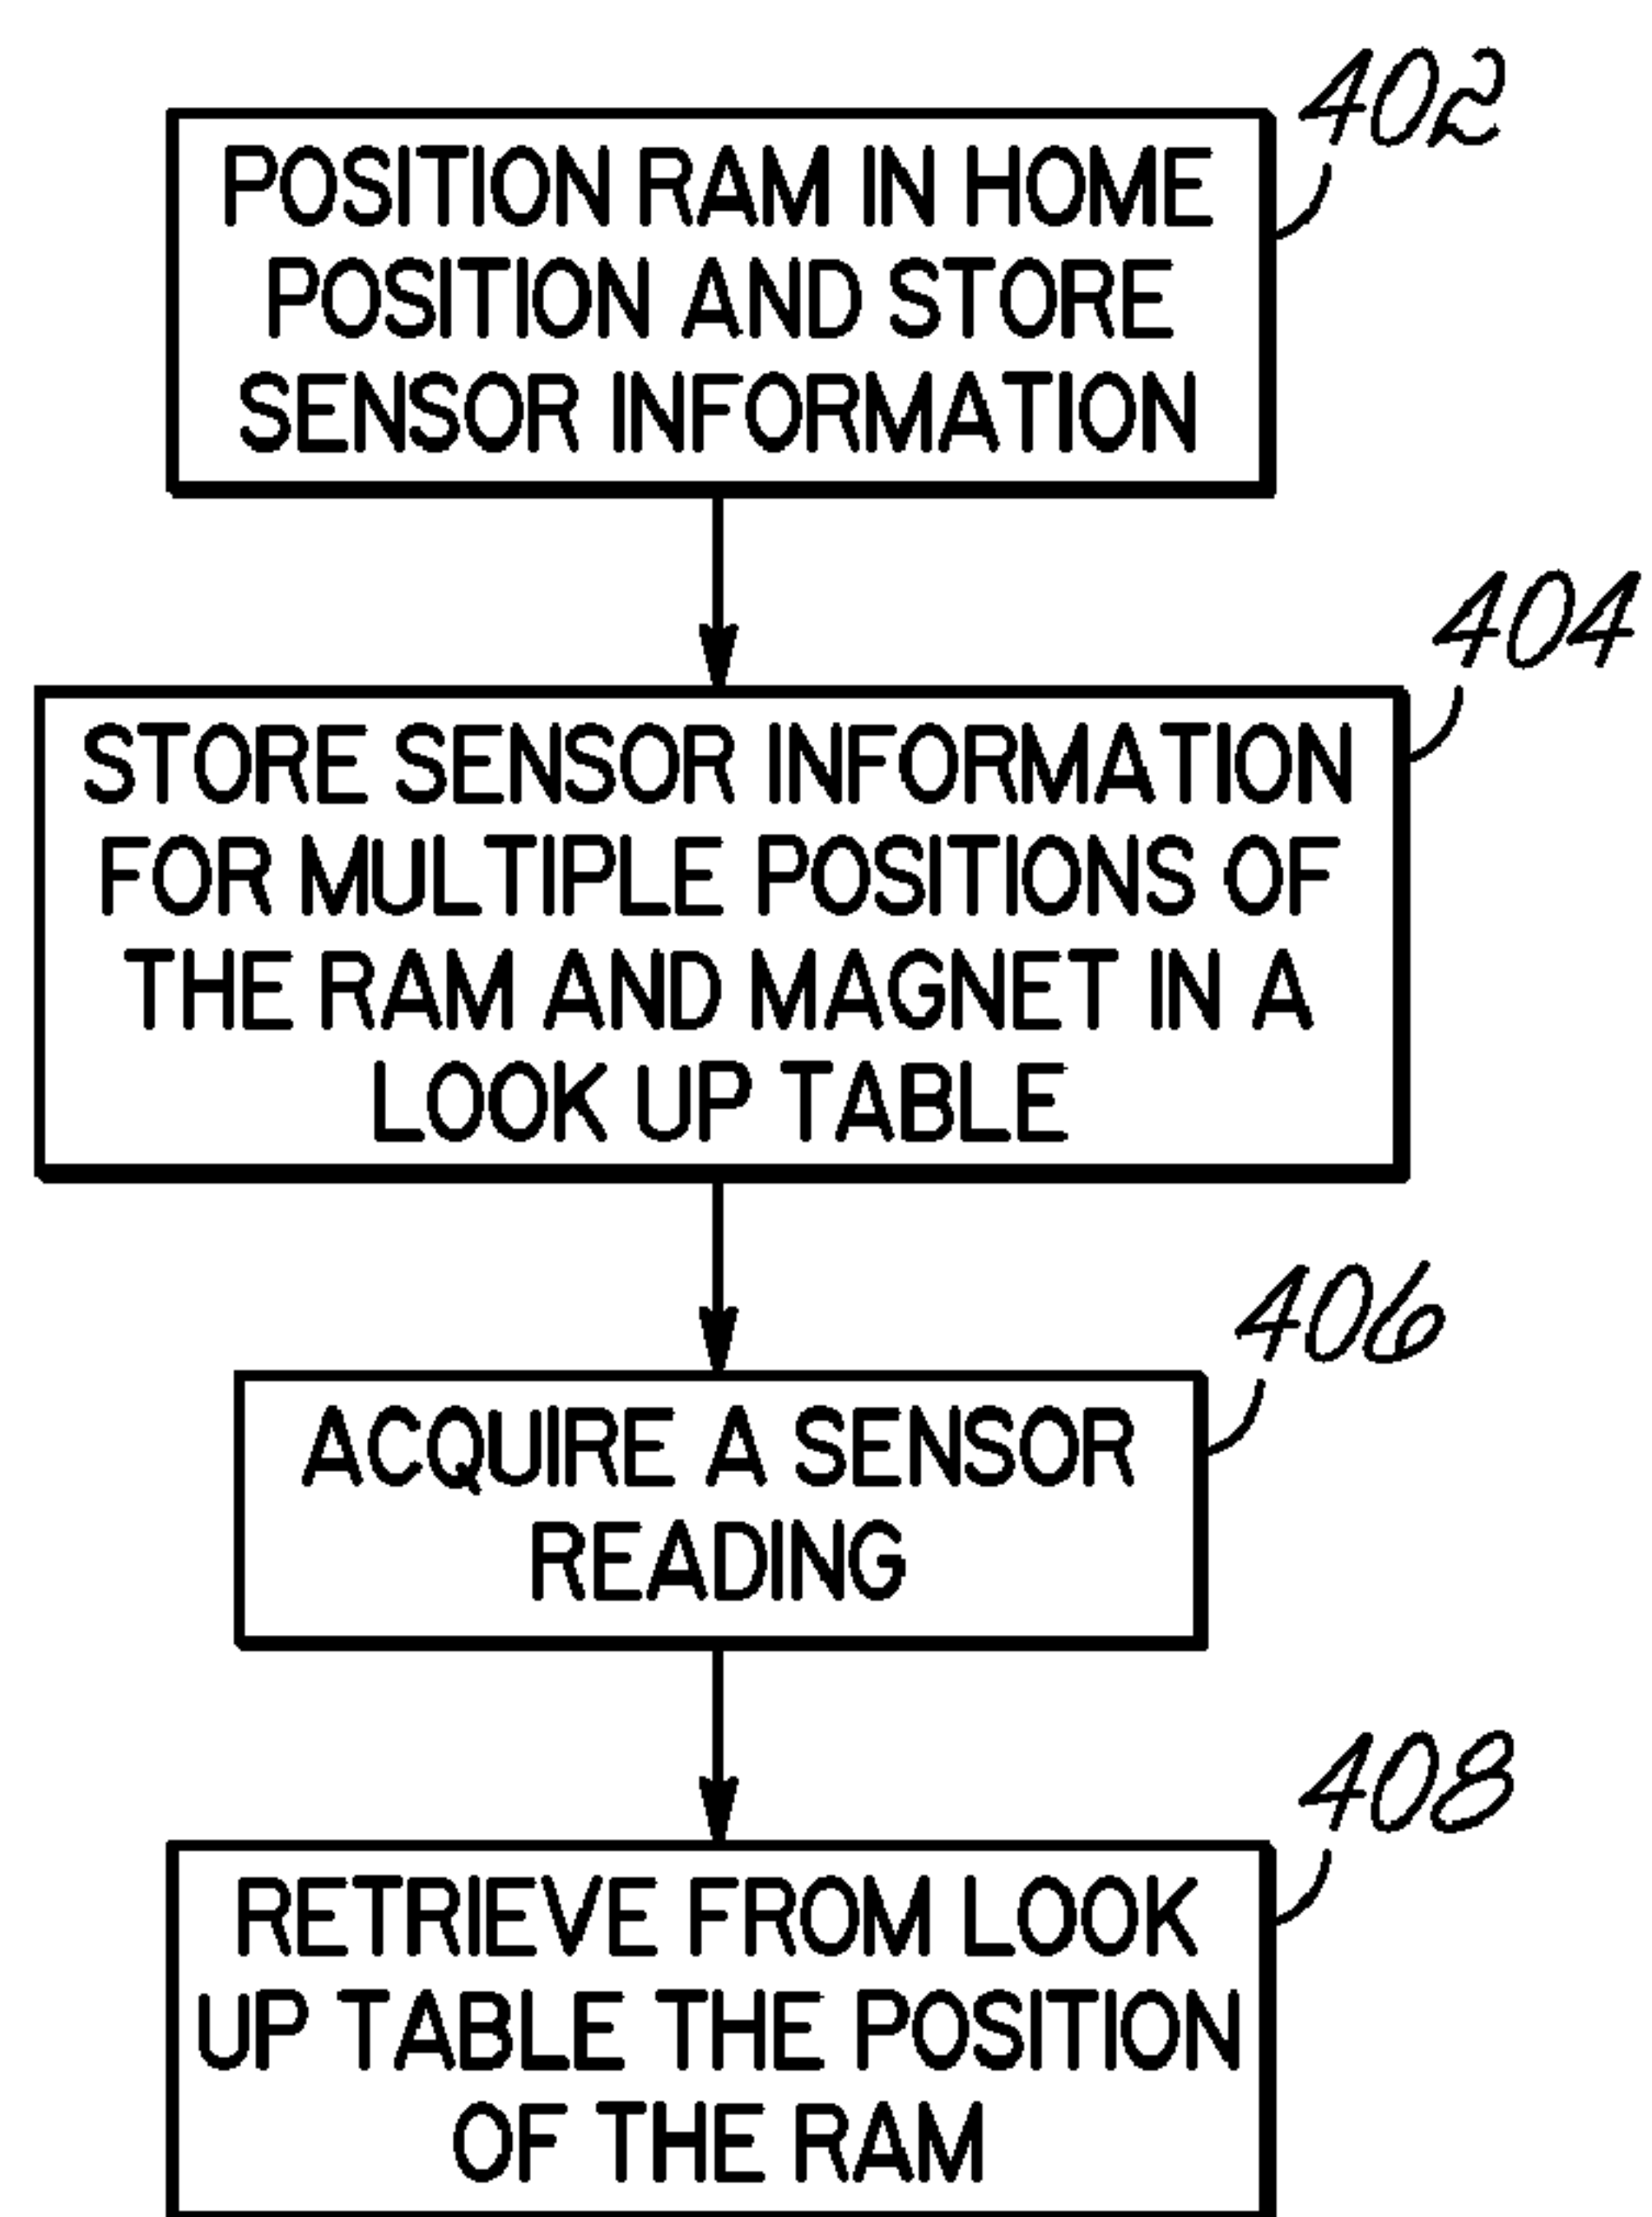 402
POSITION RAM IN HOME
POSITION AND STORE
SENSOR INFORMATION
404
STORE SENSOR INFORMATION
FOR MULTIPLE POSITIONS OF
THE RAM AND MAGNET IN A
LOOK UP TABLE
406
ACQUIRE A SENSOR
READING
408
RETRIEVE FROM LOOK
UP TABLE THE POSITION
OF THE RAM